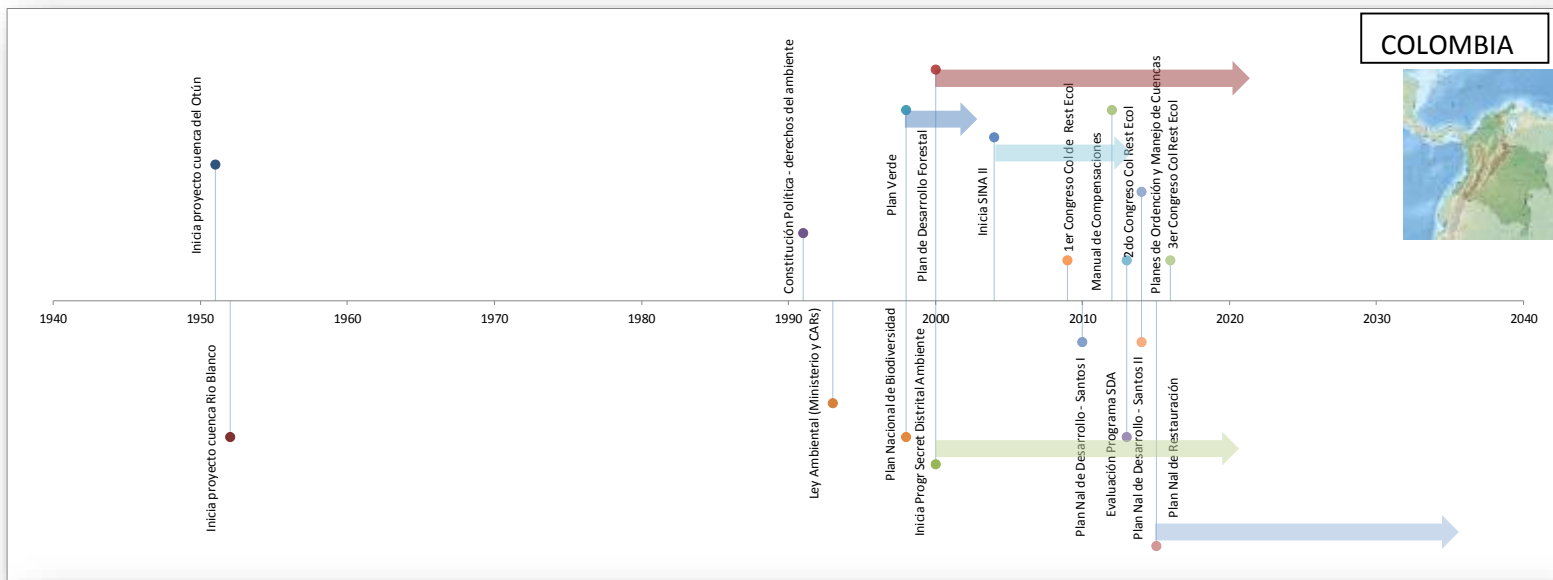 COLOMBIA
Inicia proyecto cuenca del Otún
Constitución Política - derechos del ambiente
Plan Verde
Plan de Desarrollo Forestal
Inicia SINA II
1er Congreso Col de Rest Ecol
Manual de Compensaciones
2do Congreso Col Rest Ecol
Planes de Ordención y Manejo de Cuencas
3er Congreso Col Rest Ecol
1940 1950 1960 1970 1980 1990 2000 2010 2020 2030 2040
Inicia proyecto cuenca Rio Blanco
Ley Ambiental (Ministerio y CARs)
Plan Nacional de Biodiversidad
Inicia Progr Secret Distrital Ambiente
Plan Nal de Desarrollo - Santos I
Evaluación Programa SDA
Plan Nal de Desarrollo - Santos II
Plan Nal de Restauración